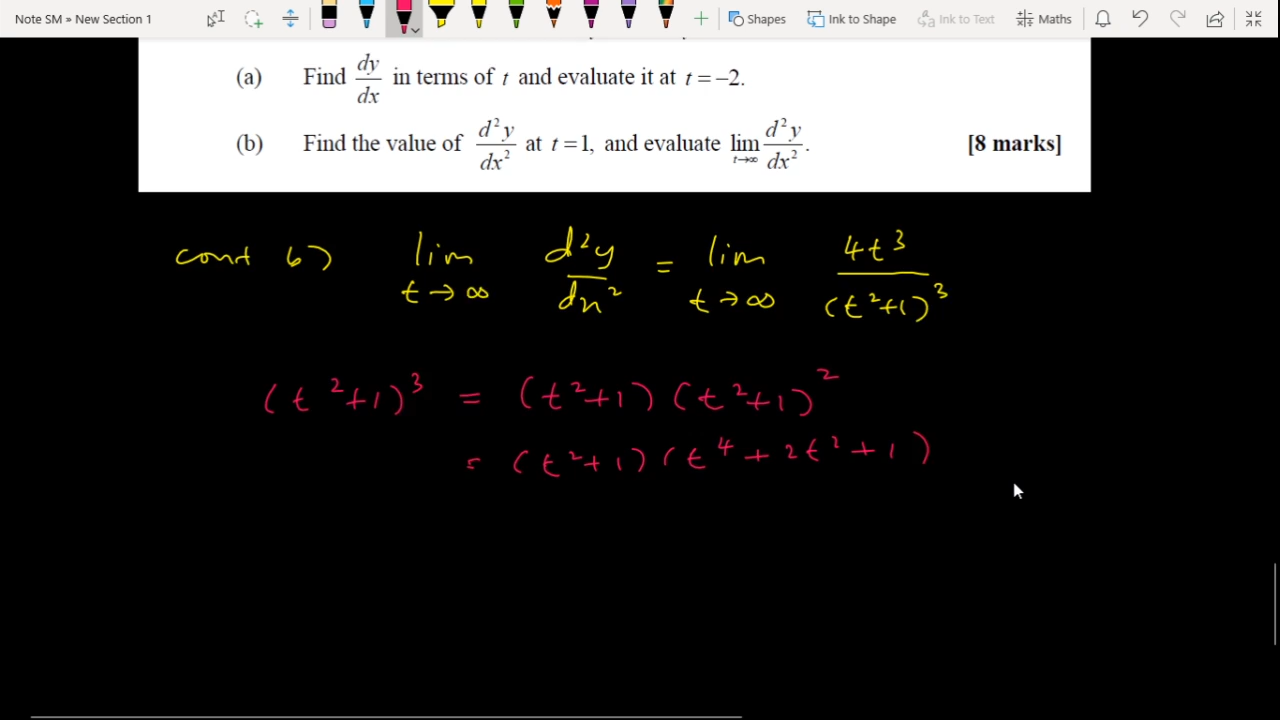 Note SM » New Section 1 Shapes Ink to Shape Ink to Text Maths
(a) Find dy/dx in terms of t and evaluate it at t = −2.
(b) Find the value of d²y/dx² at t = 1, and evaluate lim t→∞ d²y/dx². [8 marks]
cont b) lim t→∞ d²y/dx² = lim t→∞ 4t³/(t²+1)³
(t²+1)³ = (t²+1)(t²+1)²
= (t²+1)(t⁴+2t²+1)